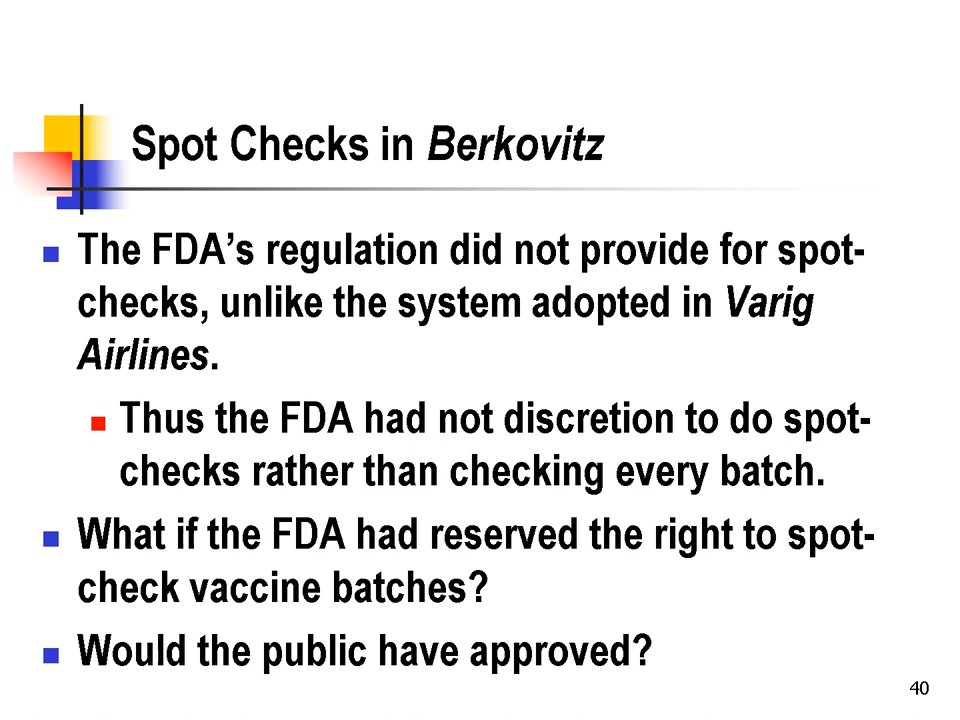 Spot Checks in Berkovitz
The FDA’s regulation did not provide for spot-
checks, unlike the system adopted in Varig
Airlines.
Thus the FDA had not discretion to do spot-
checks rather than checking every batch.
What if the FDA had reserved the right to spot-
check vaccine batches?
Would the public have approved?
40